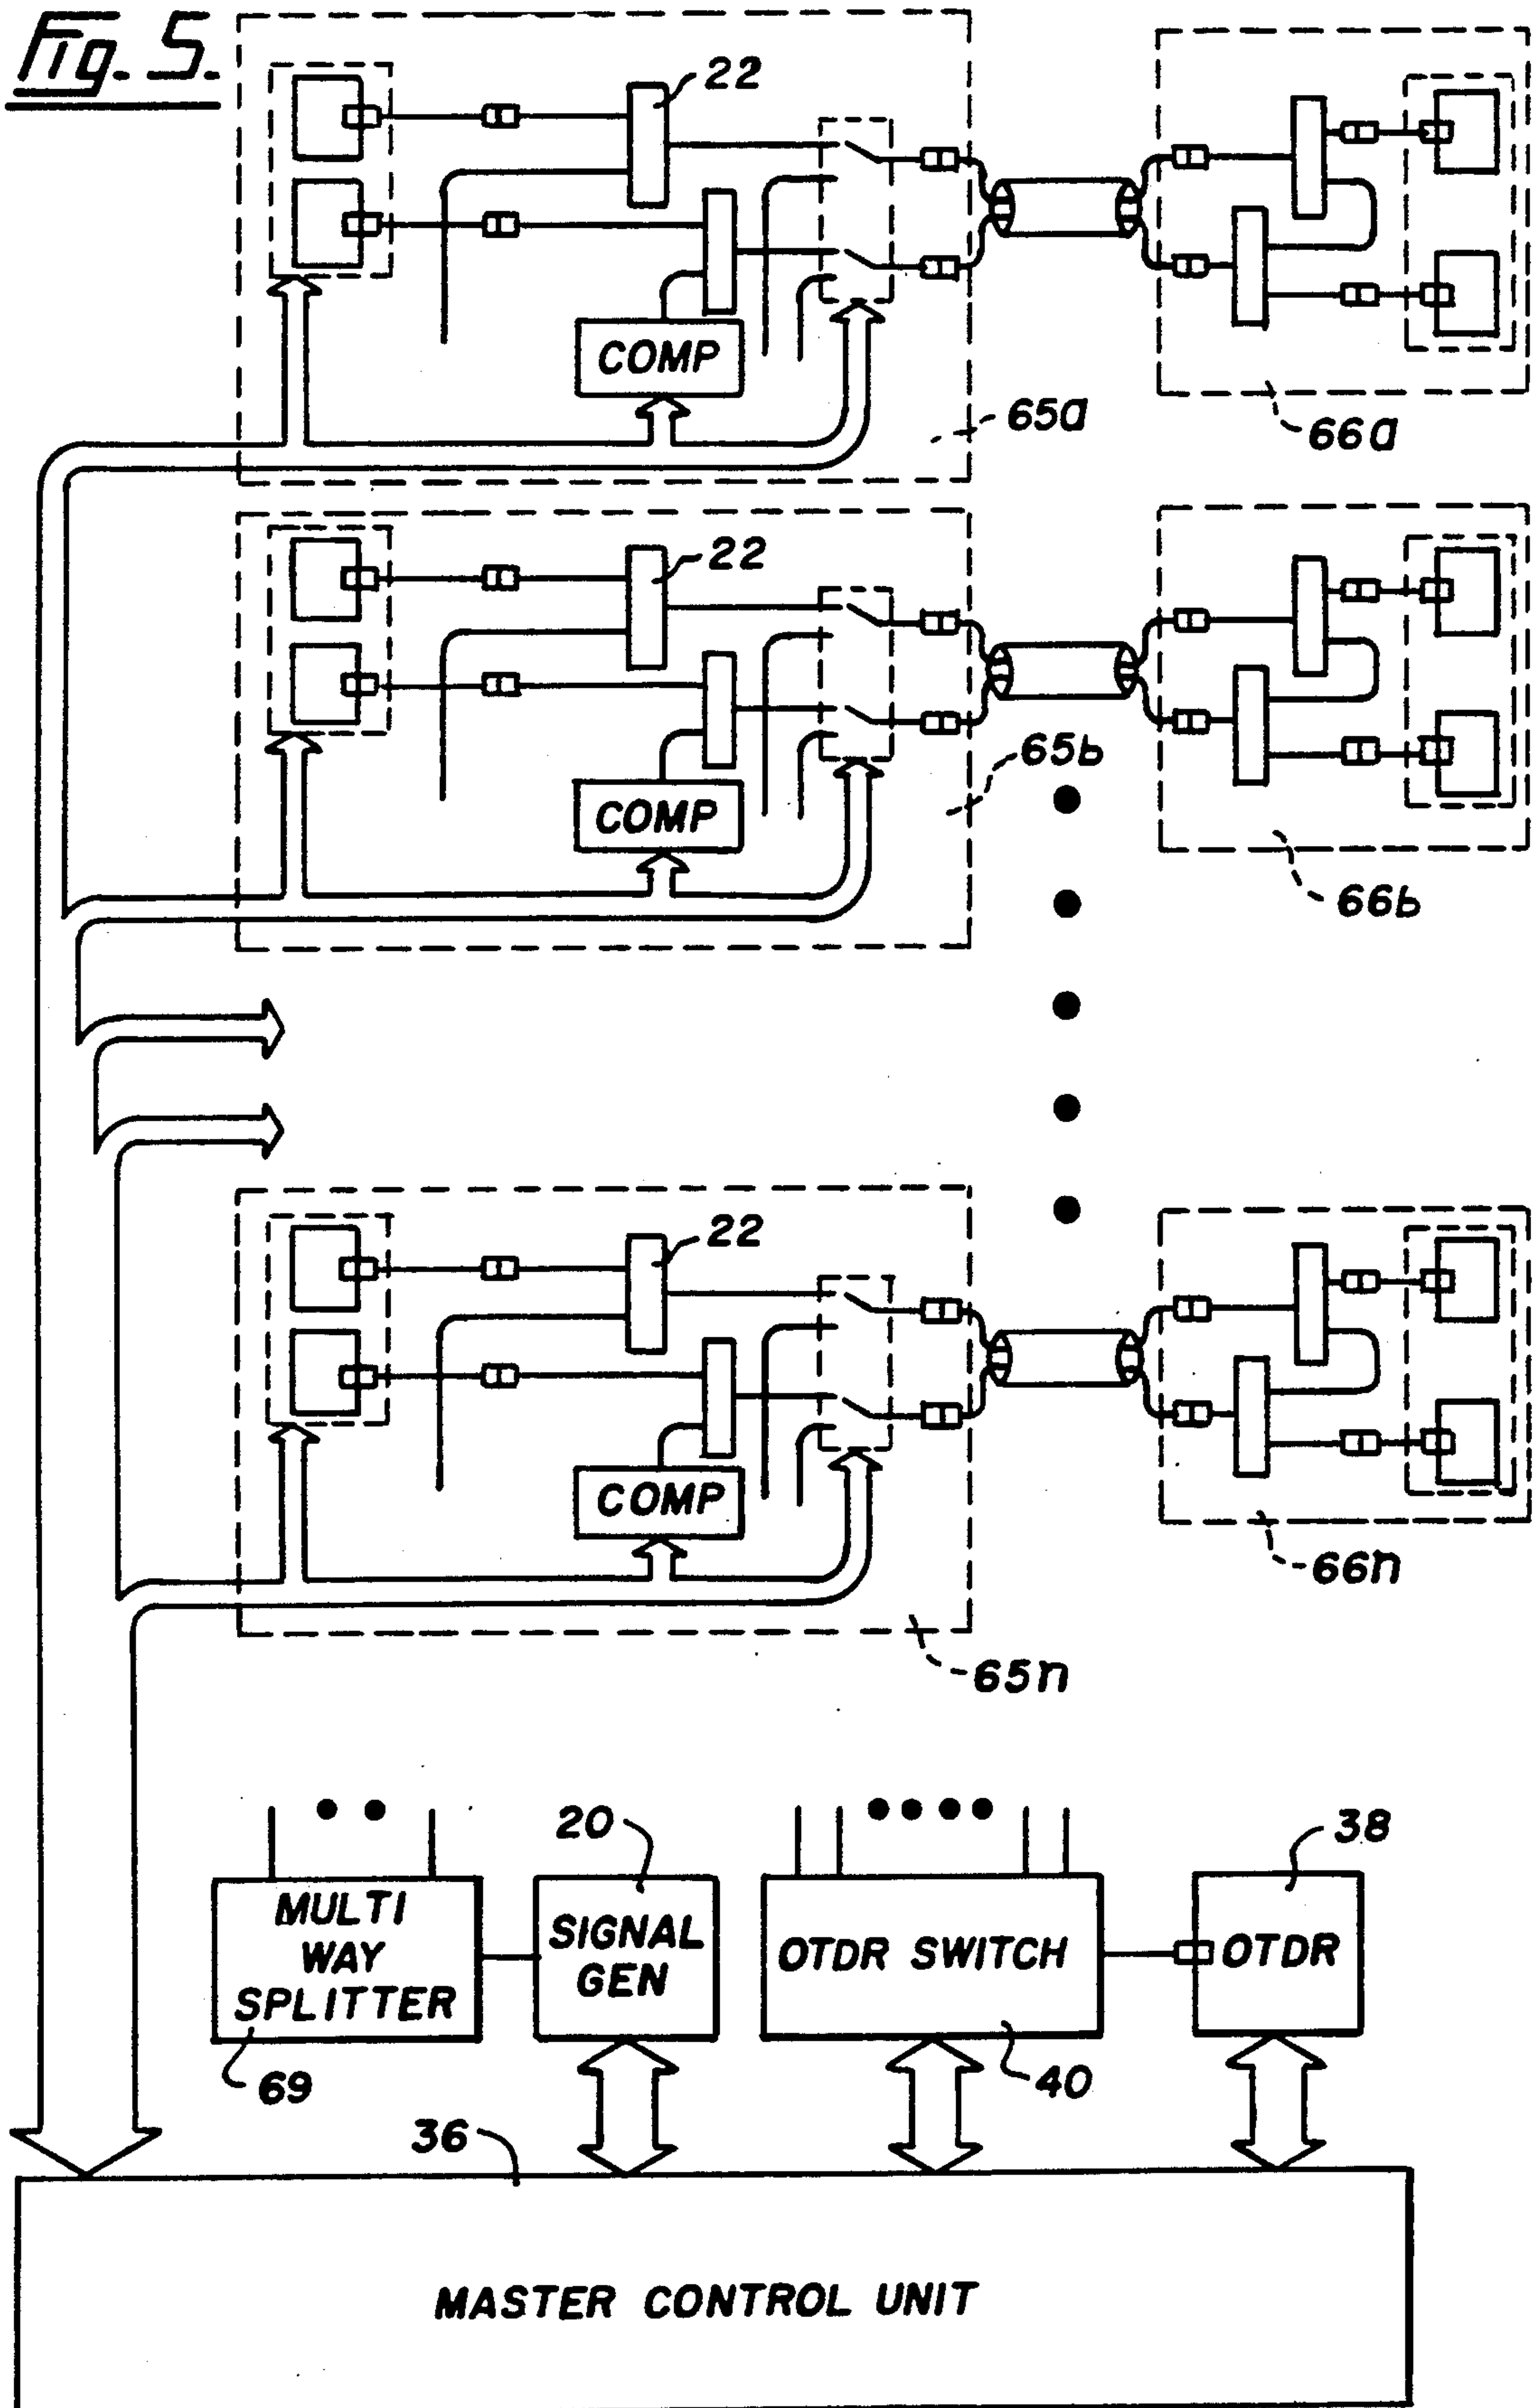 Fig. 5.
22
COMP
65a
66a
22
COMP
65b
66b
22
COMP
65n
66n
20
38
MULTI
WAY
SPLITTER
SIGNAL
GEN
OTDR SWITCH
OTDR
69
40
36
MASTER CONTROL UNIT